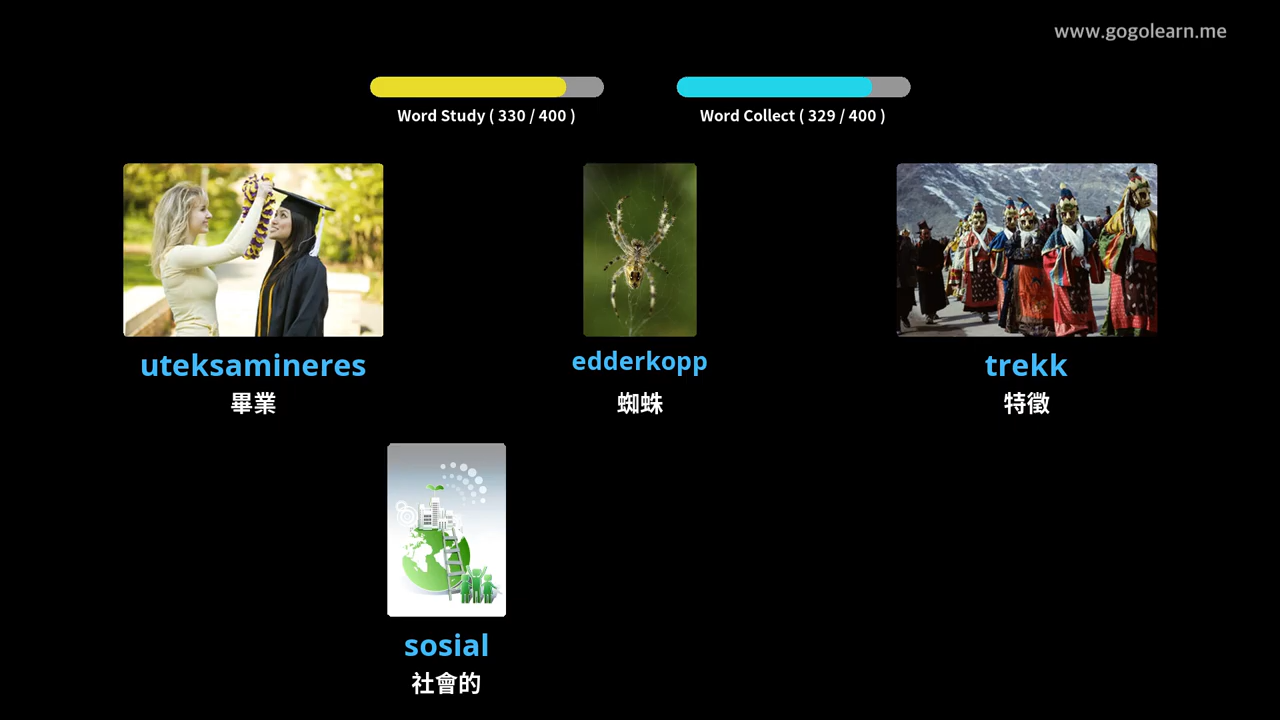 www.gogolearn.me
Word Study ( 330 / 400 )
Word Collect ( 329 / 400 )
uteksamineres
畢業
edderkopp
蜘蛛
trekk
特徵
sosial
社會的